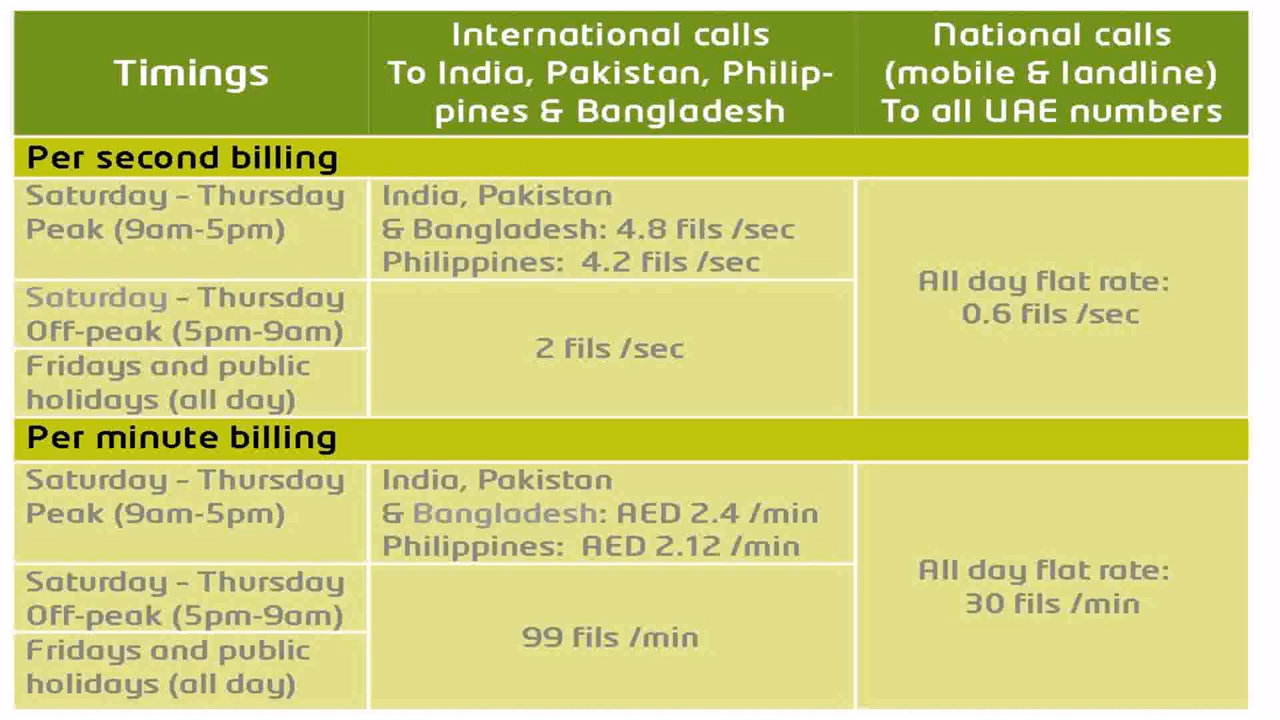 Timings
International calls
To India, Pakistan, Philip-
pines & Bangladesh
National calls
(mobile & landline)
To all UAE numbers
Per second billing
Saturday - Thursday
Peak (9am-5pm)
India, Pakistan
& Bangladesh: 4.8 fils /sec
Philippines: 4.2 fils /sec
All day flat rate:
0.6 fils /sec
Saturday - Thursday
Off-peak (5pm-9am)
2 fils /sec
Fridays and public
holidays (all day)
Per minute billing
Saturday - Thursday
Peak (9am-5pm)
India, Pakistan
& Bangladesh: AED 2.4 /min
Philippines: AED 2.12 /min
All day flat rate:
30 fils /min
Saturday - Thursday
Off-peak (5pm-9am)
99 fils /min
Fridays and public
holidays (all day)